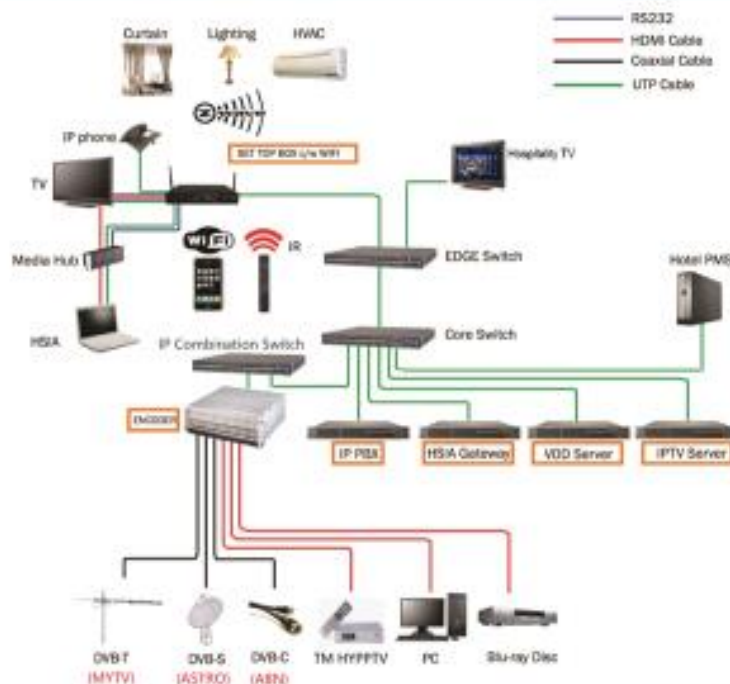 Curtain
Lighting
HVAC
RS232
HDMI Cable
Coaxial Cable
UTP Cable
IP phone
SET TOP BOX c/w WIFI
TV
Hospitality TV
WiFi
IR
Media Hub
EDGE Switch
Hotel PMS
HSIA
IP Combination Switch
Core Switch
ENCODER
IP PBX
HSIA Gateway
VOD Server
IPTV Server
DVB-T
(MYTV)
DVB-S
(ASTRO)
DVB-C
(ABN)
TM HYPPTV
PC
Blu-ray Disc